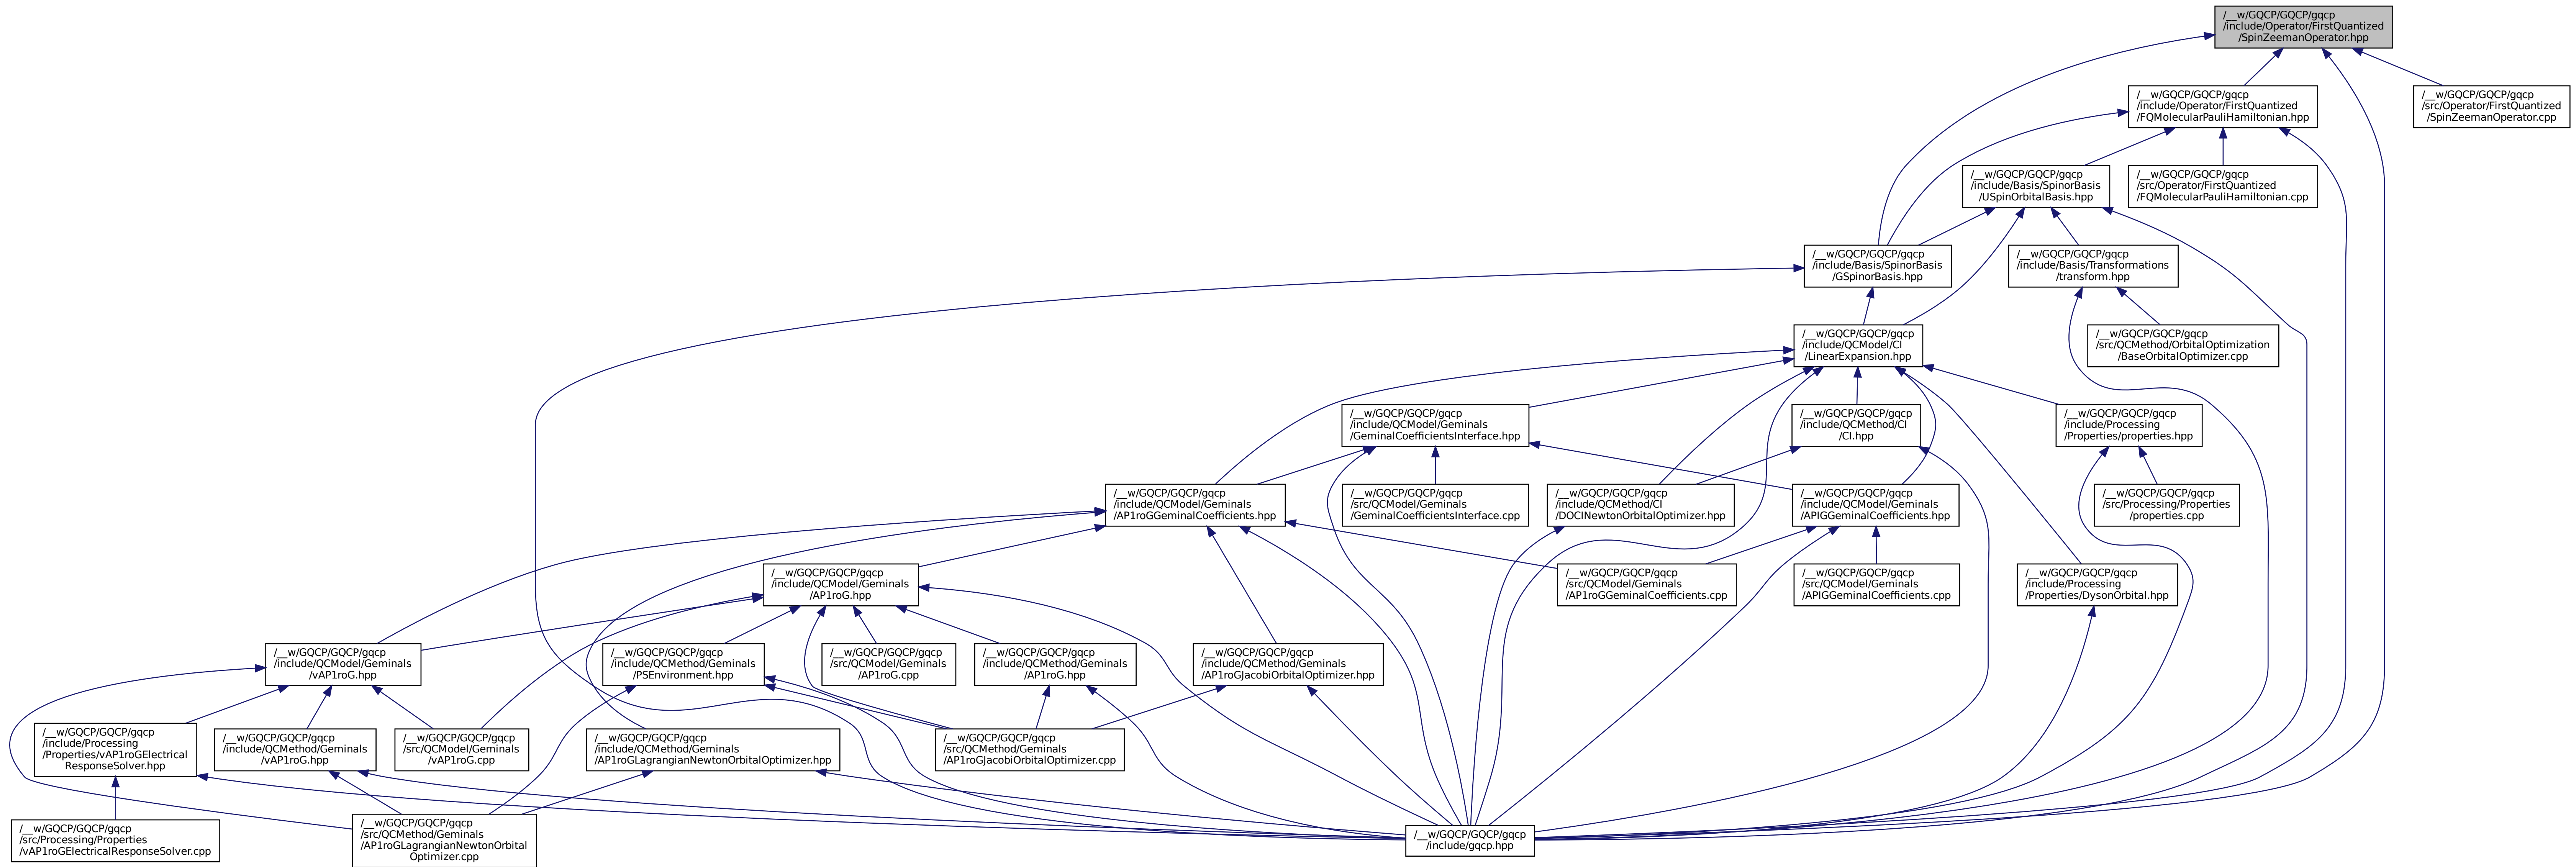 /__w/GQCP/GQCP/gqcp
/include/Operator/FirstQuantized
/SpinZeemanOperator.hpp
/__w/GQCP/GQCP/gqcp
/include/Operator/FirstQuantized
/FQMolecularPauliHamiltonian.hpp
/__w/GQCP/GQCP/gqcp
/src/Operator/FirstQuantized
/SpinZeemanOperator.cpp
/__w/GQCP/GQCP/gqcp
/include/Basis/SpinorBasis
/USpinOrbitalBasis.hpp
/__w/GQCP/GQCP/gqcp
/src/Operator/FirstQuantized
/FQMolecularPauliHamiltonian.cpp
/__w/GQCP/GQCP/gqcp
/include/Basis/SpinorBasis
/GSpinorBasis.hpp
/__w/GQCP/GQCP/gqcp
/include/Basis/Transformations
/transform.hpp
/__w/GQCP/GQCP/gqcp
/include/QCModel/CI
/LinearExpansion.hpp
/__w/GQCP/GQCP/gqcp
/src/QCMethod/OrbitalOptimization
/BaseOrbitalOptimizer.cpp
/__w/GQCP/GQCP/gqcp
/include/QCModel/Geminals
/GeminalCoefficientsInterface.hpp
/__w/GQCP/GQCP/gqcp
/include/QCMethod/CI
/CI.hpp
/__w/GQCP/GQCP/gqcp
/include/Processing
/Properties/properties.hpp
/__w/GQCP/GQCP/gqcp
/include/QCModel/Geminals
/AP1roGGeminalCoefficients.hpp
/__w/GQCP/GQCP/gqcp
/src/QCModel/Geminals
/GeminalCoefficientsInterface.cpp
/__w/GQCP/GQCP/gqcp
/include/QCMethod/CI
/DOCINewtonOrbitalOptimizer.hpp
/__w/GQCP/GQCP/gqcp
/include/QCModel/Geminals
/APIGGeminalCoefficients.hpp
/__w/GQCP/GQCP/gqcp
/src/Processing/Properties
/properties.cpp
/__w/GQCP/GQCP/gqcp
/include/QCModel/Geminals
/AP1roG.hpp
/__w/GQCP/GQCP/gqcp
/src/QCModel/Geminals
/AP1roGGeminalCoefficients.cpp
/__w/GQCP/GQCP/gqcp
/src/QCModel/Geminals
/APIGGeminalCoefficients.cpp
/__w/GQCP/GQCP/gqcp
/include/Processing
/Properties/DysonOrbital.hpp
/__w/GQCP/GQCP/gqcp
/include/QCModel/Geminals
/vAP1roG.hpp
/__w/GQCP/GQCP/gqcp
/include/QCMethod/Geminals
/PSEnvironment.hpp
/__w/GQCP/GQCP/gqcp
/src/QCModel/Geminals
/AP1roG.cpp
/__w/GQCP/GQCP/gqcp
/include/QCMethod/Geminals
/AP1roG.hpp
/__w/GQCP/GQCP/gqcp
/include/QCMethod/Geminals
/AP1roGJacobiOrbitalOptimizer.hpp
/__w/GQCP/GQCP/gqcp
/include/Processing
/Properties/vAP1roGElectrical
ResponseSolver.hpp
/__w/GQCP/GQCP/gqcp
/include/QCMethod/Geminals
/vAP1roG.hpp
/__w/GQCP/GQCP/gqcp
/src/QCModel/Geminals
/vAP1roG.cpp
/__w/GQCP/GQCP/gqcp
/include/QCMethod/Geminals
/AP1roGLagrangianNewtonOrbitalOptimizer.hpp
/__w/GQCP/GQCP/gqcp
/src/QCMethod/Geminals
/AP1roGJacobiOrbitalOptimizer.cpp
/__w/GQCP/GQCP/gqcp
/src/Processing/Properties
/vAP1roGElectricalResponseSolver.cpp
/__w/GQCP/GQCP/gqcp
/src/QCMethod/Geminals
/AP1roGLagrangianNewtonOrbital
Optimizer.cpp
/__w/GQCP/GQCP/gqcp
/include/gqcp.hpp